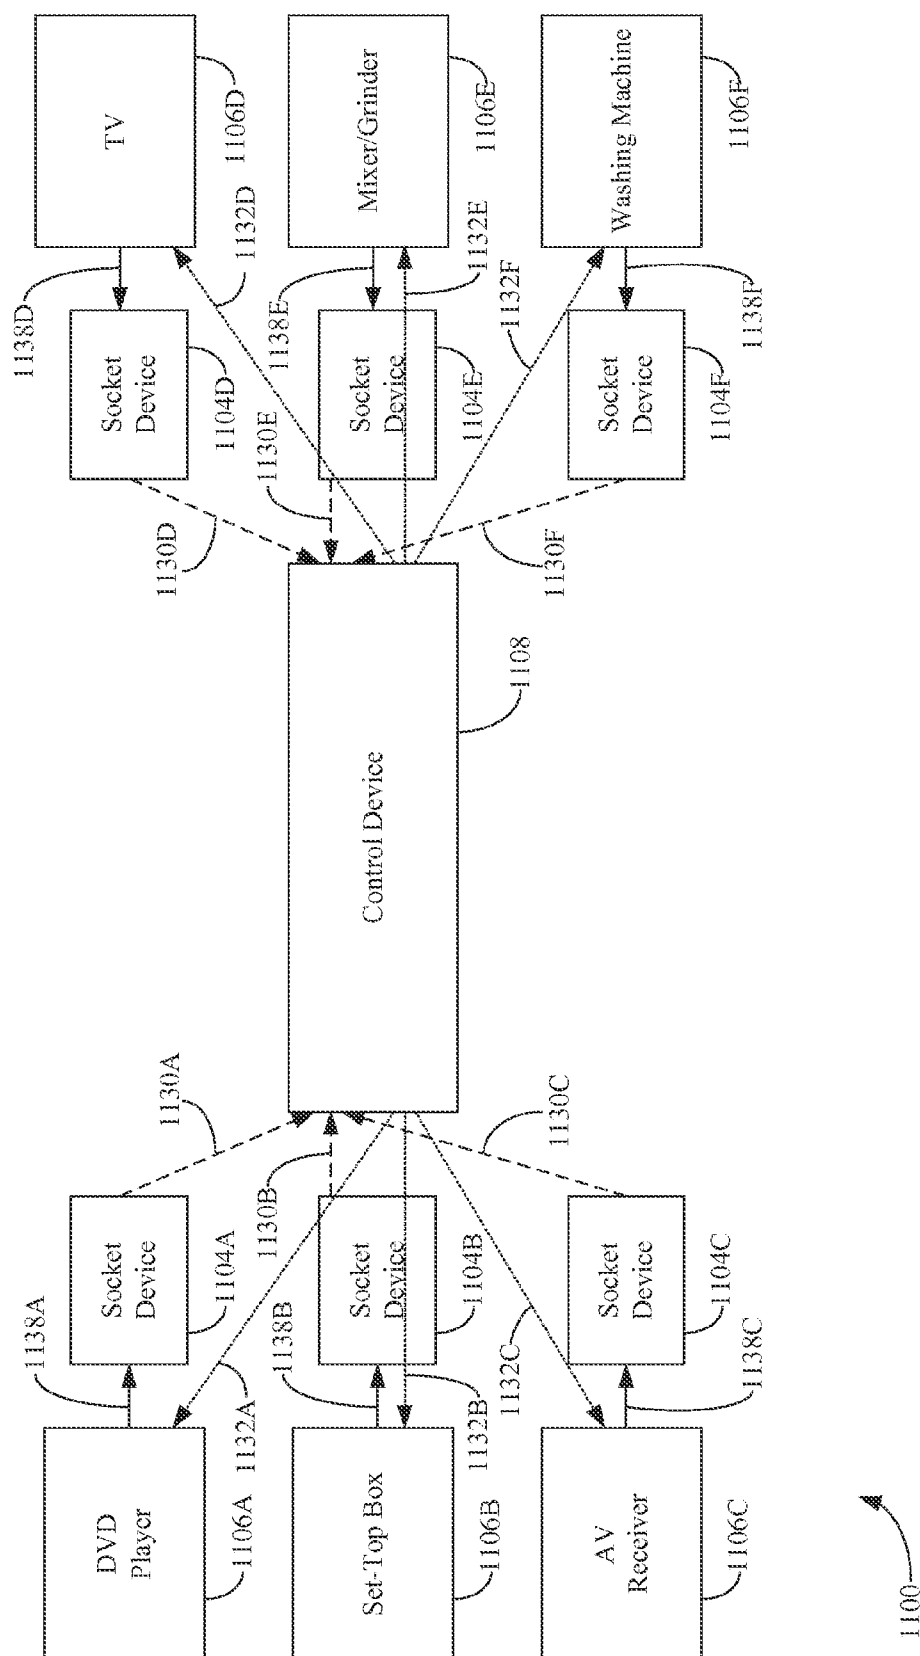 DVD
Player
1106A
1138A
1132A
Socket
Device
1104A
1130A
Set-Top Box
1106B
1138B
1132B
Socket
Device
1104B
1130B
AV
Receiver
1106C
1138C
1132C
Socket
Device
1104C
1130C
Control Device
1108
1130D
Socket
Device
1104D
1138D
1132D
TV
1106D
1130E
Socket
Device
1104E
1138E
1132E
Mixer/Grinder
1106E
1130F
Socket
Device
1104F
1138F
1132F
Washing Machine
1106F
1100